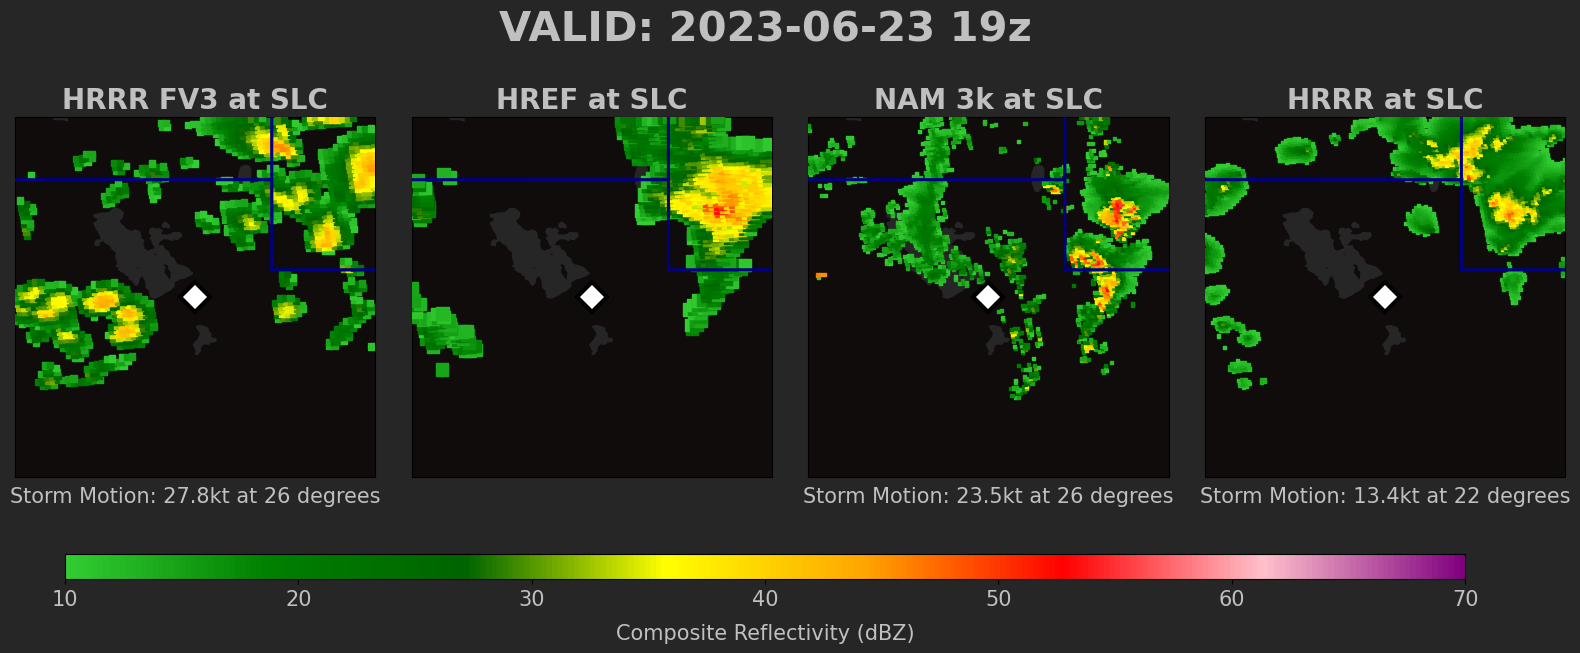 VALID: 2023-06-23 19z
HRRR FV3 at SLC
HREF at SLC
NAM 3k at SLC
HRRR at SLC
Storm Motion: 27.8kt at 26 degrees
Storm Motion: 23.5kt at 26 degrees
Storm Motion: 13.4kt at 22 degrees
10 20 30 40 50 60 70
Composite Reflectivity (dBZ)